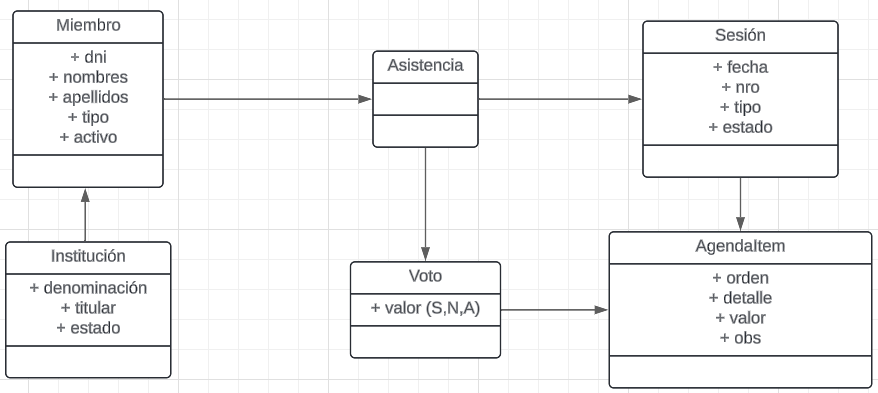 Miembro
+ dni
+ nombres
+ apellidos
+ tipo
+ activo
Asistencia
Sesión
+ fecha
+ nro
+ tipo
+ estado
Institución
+ denominación
+ titular
+ estado
Voto
+ valor (S,N,A)
AgendaItem
+ orden
+ detalle
+ valor
+ obs